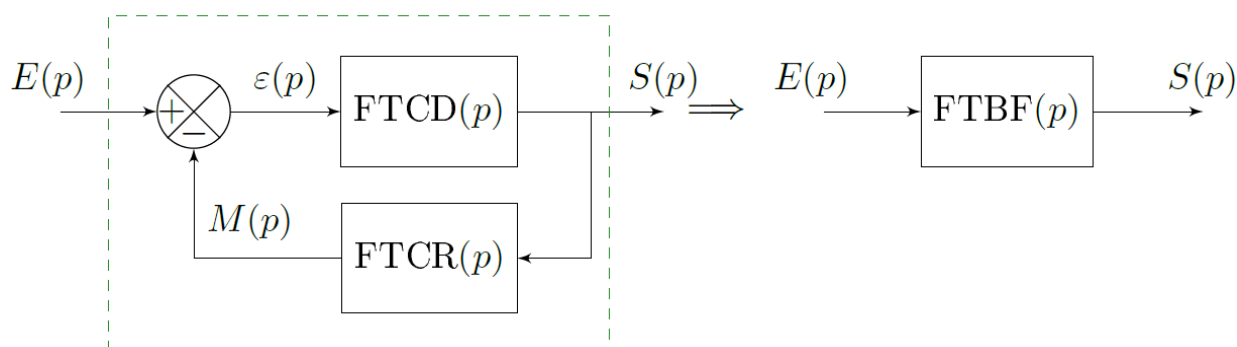 E(p)
+
−
ε(p)
FTCD(p)
S(p)
M(p)
FTCR(p)
⟹
E(p)
FTBF(p)
S(p)